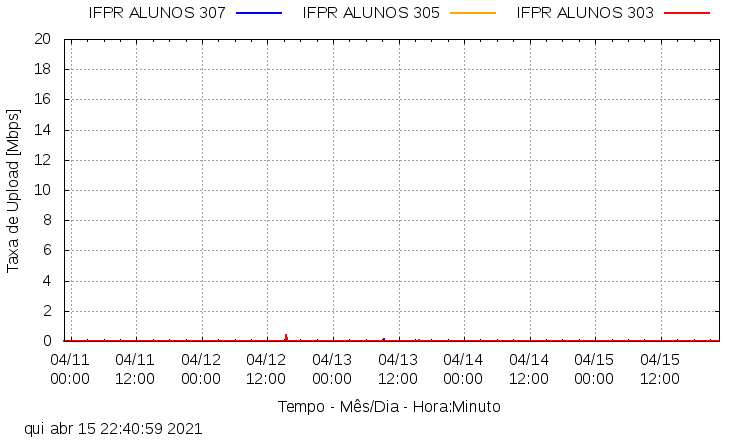 IFPR ALUNOS 307 IFPR ALUNOS 305 IFPR ALUNOS 303
20
18
16
14
12
10
8
6
4
2
0
Taxa de Upload [Mbps]
04/11 04/11 04/12 04/12 04/13 04/13 04/14 04/14 04/15 04/15
00:00 12:00 00:00 12:00 00:00 12:00 00:00 12:00 00:00 12:00
Tempo - Mês/Dia - Hora:Minuto
qui abr 15 22:40:59 2021